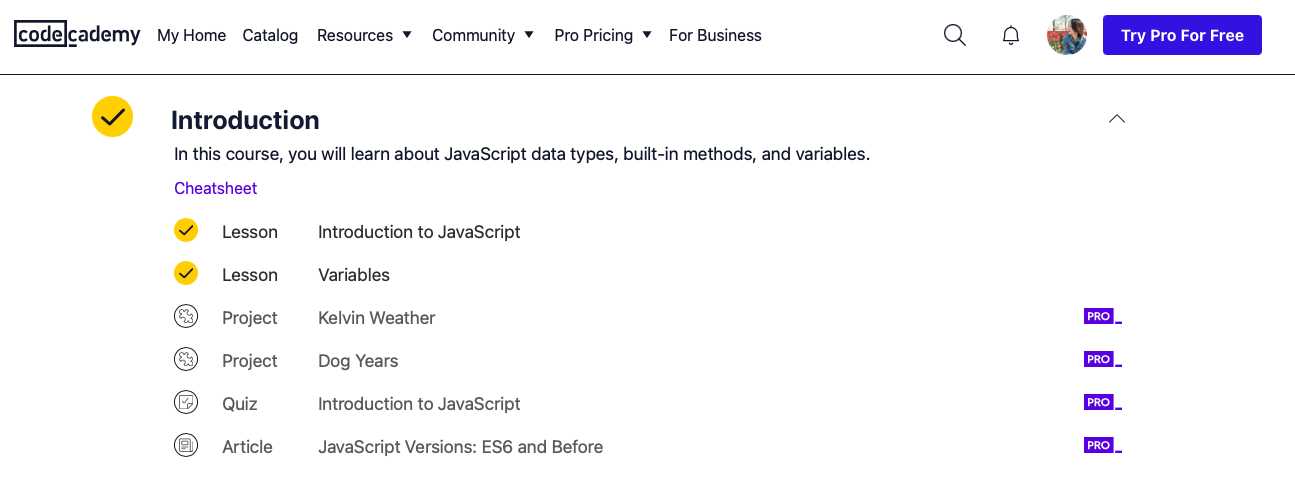 codecademy My Home Catalog Resources Community Pro Pricing For Business Try Pro For Free
Introduction
In this course, you will learn about JavaScript data types, built-in methods, and variables.
Cheatsheet
Lesson Introduction to JavaScript
Lesson Variables
Project Kelvin Weather PRO
Project Dog Years PRO
Quiz Introduction to JavaScript PRO
Article JavaScript Versions: ES6 and Before PRO